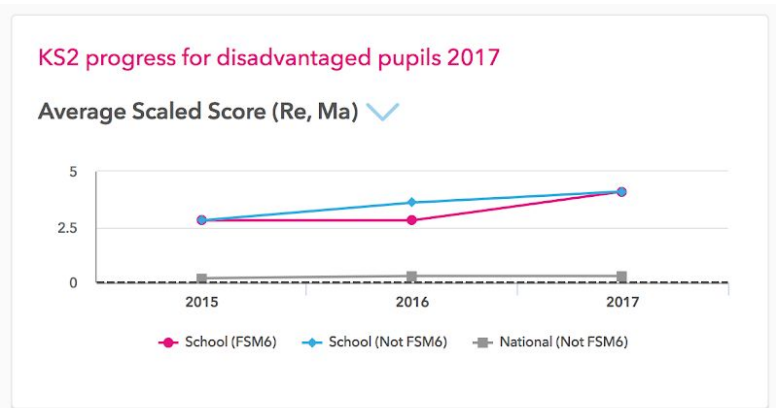 KS2 progress for disadvantaged pupils 2017
Average Scaled Score (Re, Ma)
5
2.5
0
2015 2016 2017
School (FSM6) School (Not FSM6) National (Not FSM6)